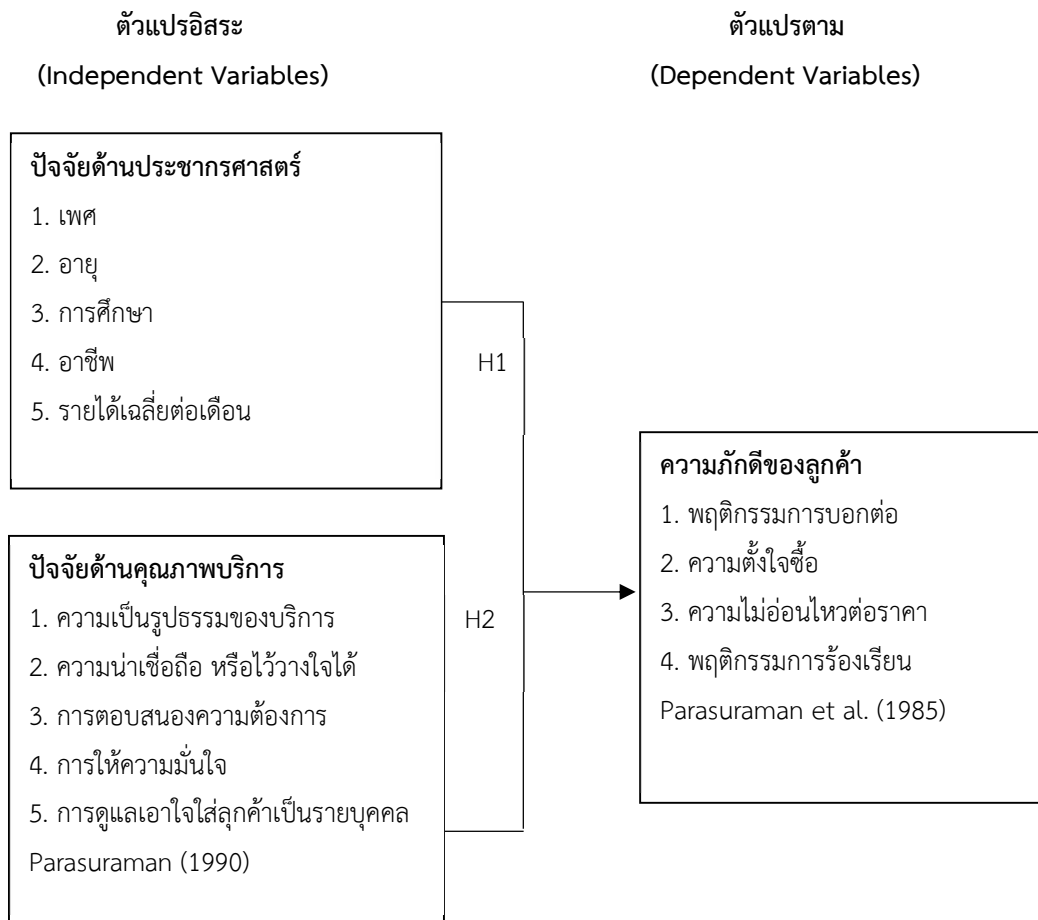 ตัวแปรอิสระ
(Independent Variables)
ตัวแปรตาม
(Dependent Variables)
ปัจจัยด้านประชากรศาสตร์
1. เพศ
2. อายุ
3. การศึกษา
4. อาชีพ
5. รายได้เฉลี่ยต่อเดือน
H1
ปัจจัยด้านคุณภาพบริการ
1. ความเป็นรูปธรรมของบริการ
2. ความน่าเชื่อถือ หรือไว้วางใจได้
3. การตอบสนองความต้องการ
4. การให้ความมั่นใจ
5. การดูแลเอาใจใส่ลุกค้าเป็นรายบุคคล
Parasuraman (1990)
H2
ความภักดีของลูกค้า
1. พฤติกรรมการบอกต่อ
2. ความตั้งใจซื้อ
3. ความไม่อ่อนไหวต่อราคา
4. พฤติกรรมการร้องเรียน
Parasuraman et al. (1985)